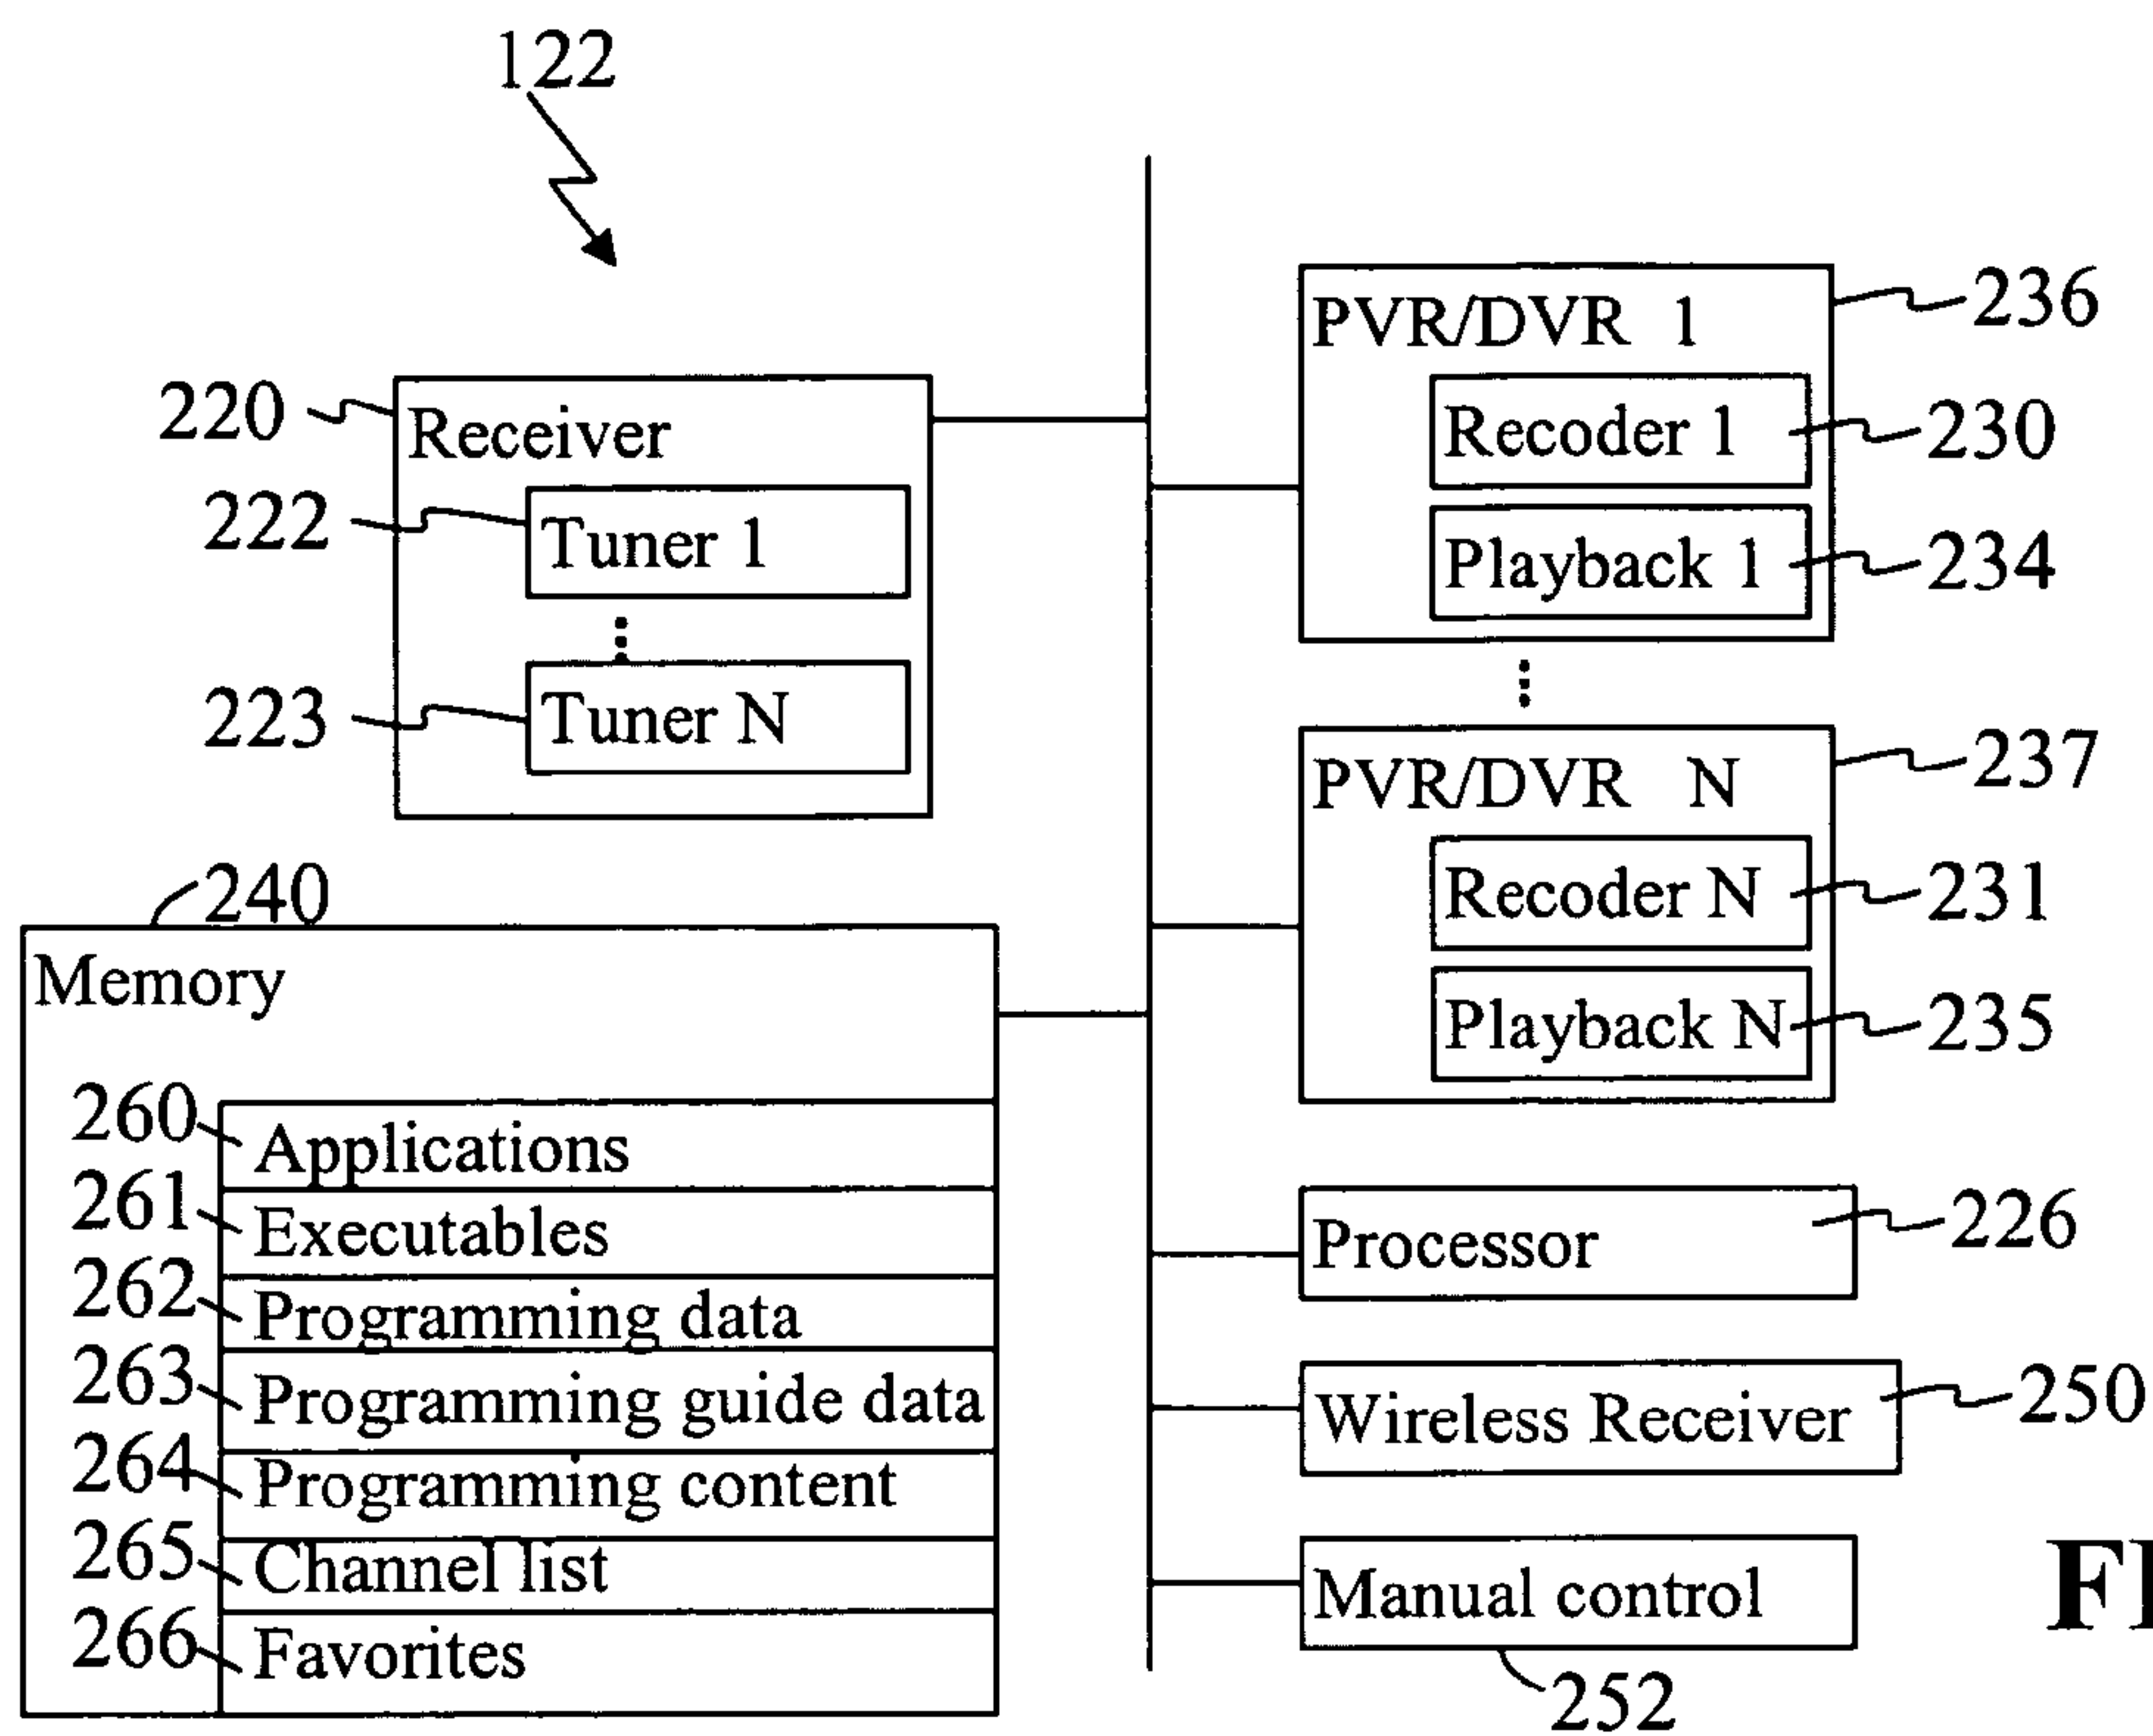 122
220
Receiver
222
Tuner 1
223
Tuner N
236
PVR/DVR 1
Recoder 1
230
Playback 1
234
237
PVR/DVR N
Recoder N
231
Playback N
235
240
Memory
260
Applications
261
Executables
262
Programming data
263
Programming guide data
264
Programming content
265
Channel list
266
Favorites
Processor
226
Wireless Receiver
250
Manual control
252